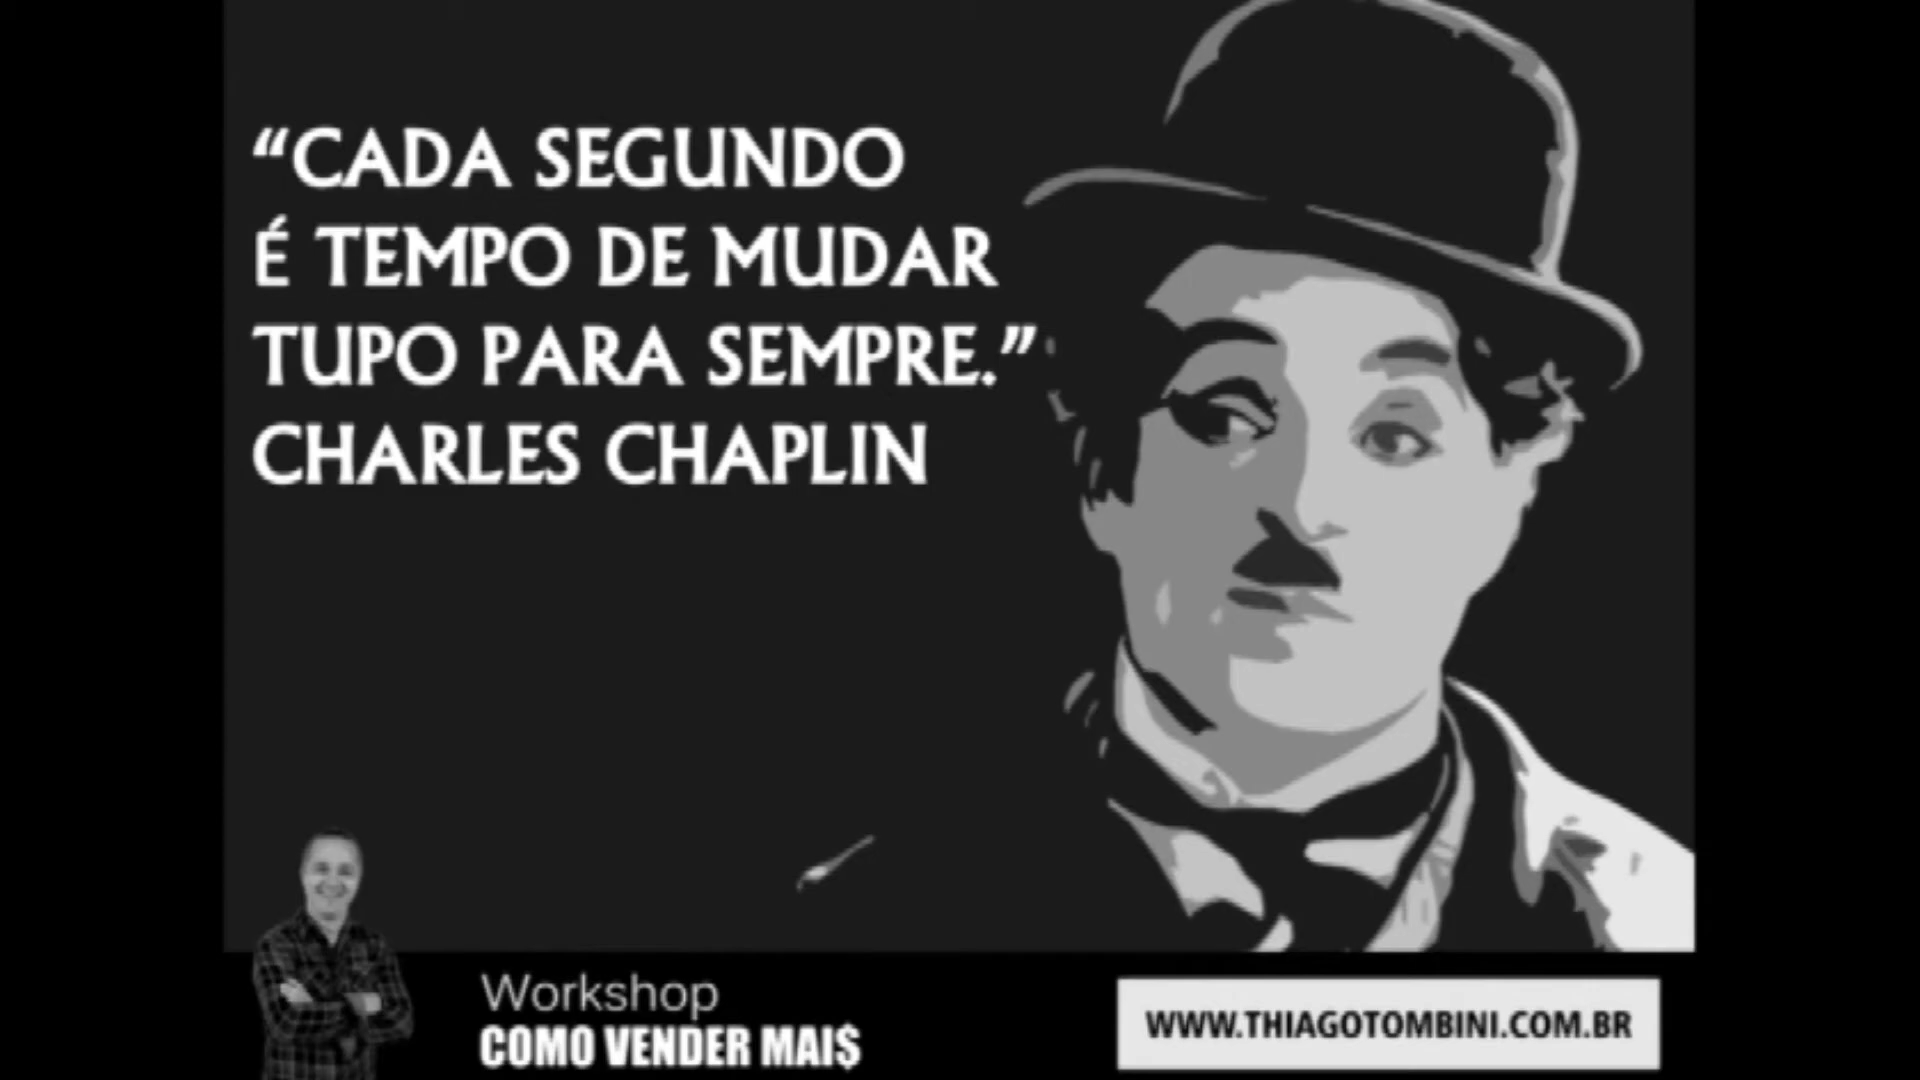 “CADA SEGUNDO
É TEMPO DE MUDAR
TUPO PARA SEMPRE.”
CHARLES CHAPLIN
Workshop
COMO VENDER MAI$
WWW.THIAGOTOMBINI.COM.BR